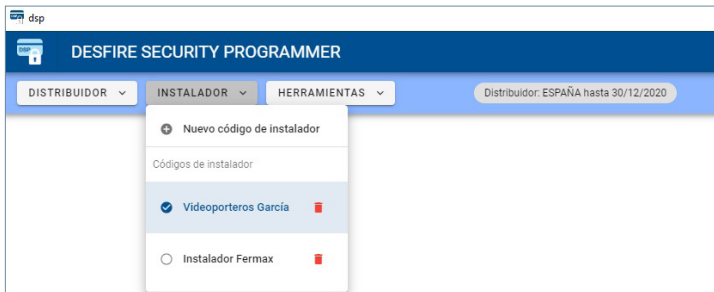 dsp
DSP
DESFIRE SECURITY PROGRAMMER
DISTRIBUIDOR INSTALADOR HERRAMIENTAS Distribuidor: ESPAÑA hasta 30/12/2020
Nuevo código de instalador
Códigos de instalador
Videoporteros García
Instalador Fermax